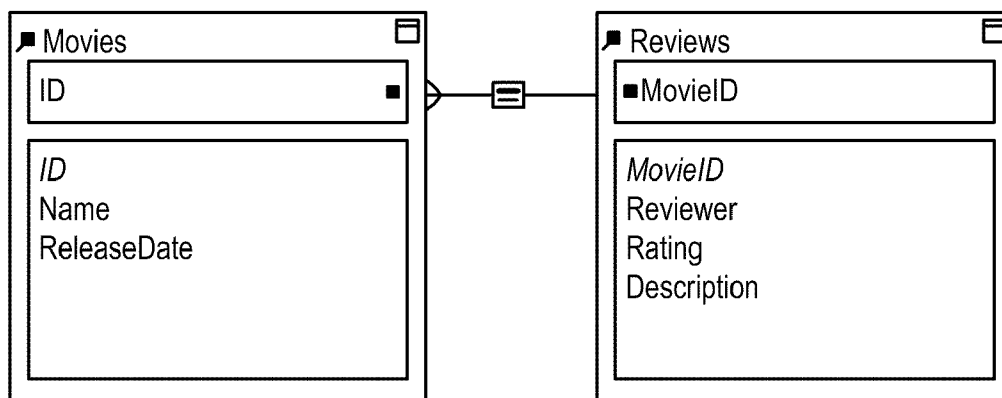 Movies
ID
ID
Name
ReleaseDate
Reviews
MovieID
MovieID
Reviewer
Rating
Description